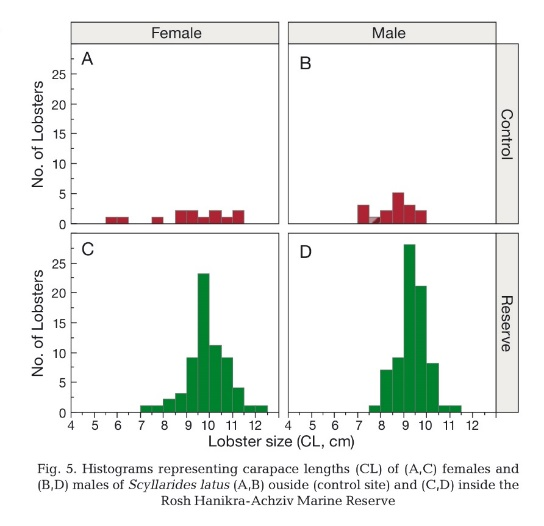 Female Male
A B
25
20
15
10
5
0
No. of Lobsters
Control
C D
25
20
15
10
5
0
No. of Lobsters
Reserve
4 5 6 7 8 9 10 11 12 4 5 6 7 8 9 10 11 12
Lobster size (CL, cm)
Fig. 5. Histograms representing carapace lengths (CL) of (A,C) females and
(B,D) males of Scyllarides latus (A,B) ouside (control site) and (C,D) inside the
Rosh Hanikra-Achziv Marine Reserve